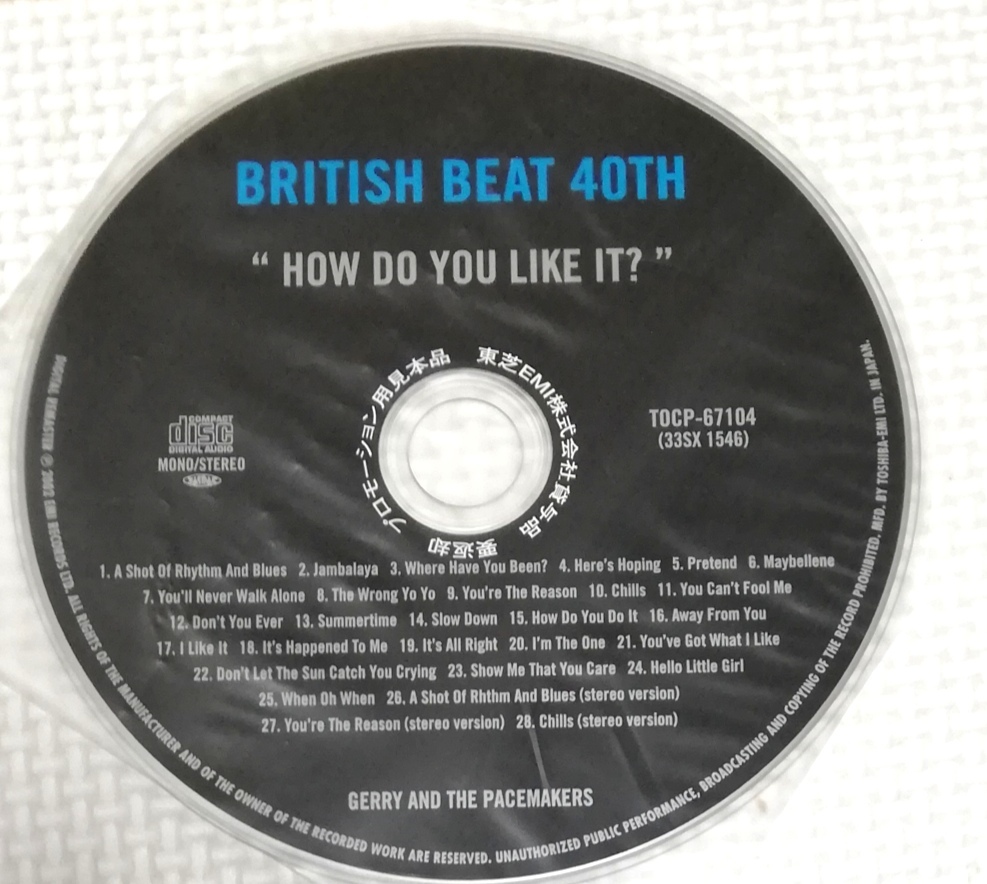 BRITISH BEAT 40TH
“ HOW DO YOU LIKE IT? ”
プロモーション用見本品 東芝EMI株式会社貸与品 要返却
COMPACT
disc
DIGITAL AUDIO
MONO/STEREO
TOCP-67104
(33SX 1546)
1. A Shot Of Rhythm And Blues 2. Jambalaya 3. Where Have You Been? 4. Here's Hoping 5. Pretend 6. Maybellene
7. You'll Never Walk Alone 8. The Wrong Yo Yo 9. You're The Reason 10. Chills 11. You Can't Fool Me
12. Don't You Ever 13. Summertime 14. Slow Down 15. How Do You Do It 16. Away From You
17. I Like It 18. It's Happened To Me 19. It's All Right 20. I'm The One 21. You've Got What I Like
22. Don't Let The Sun Catch You Crying 23. Show Me That You Care 24. Hello Little Girl
25. When Oh When 26. A Shot Of Rhthm And Blues (stereo version)
27. You're The Reason (stereo version) 28. Chills (stereo version)
GERRY AND THE PACEMAKERS
DIGITAL REMASTER ℗ 2002 EMI RECORDS LTD. ALL RIGHTS OF THE MANUFACTURER AND OF THE OWNER OF THE RECORDED WORK ARE RESERVED. UNAUTHORIZED PUBLIC PERFORMANCE, BROADCASTING AND COPYING OF THE RECORD PROHIBITED. MFD. BY TOSHIBA-EMI LTD. IN JAPAN.